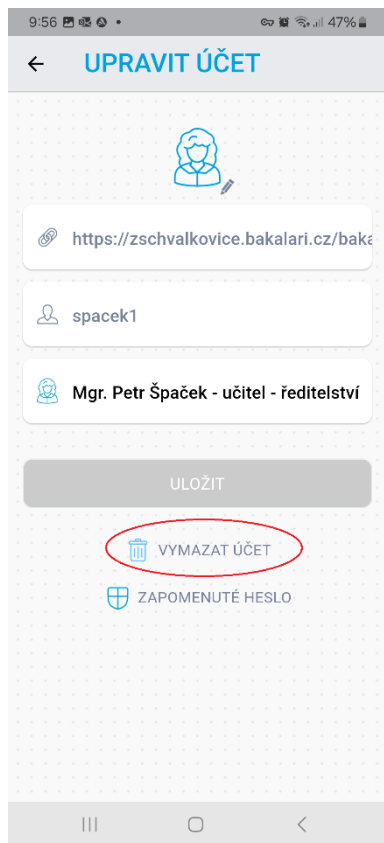 9:56 47%
UPRAVIT ÚČET
https://zschvalkovice.bakalari.cz/baka
spacek1
Mgr. Petr Špaček - učitel - ředitelství
ULOŽIT
VYMAZAT ÚČET
ZAPOMENUTÉ HESLO